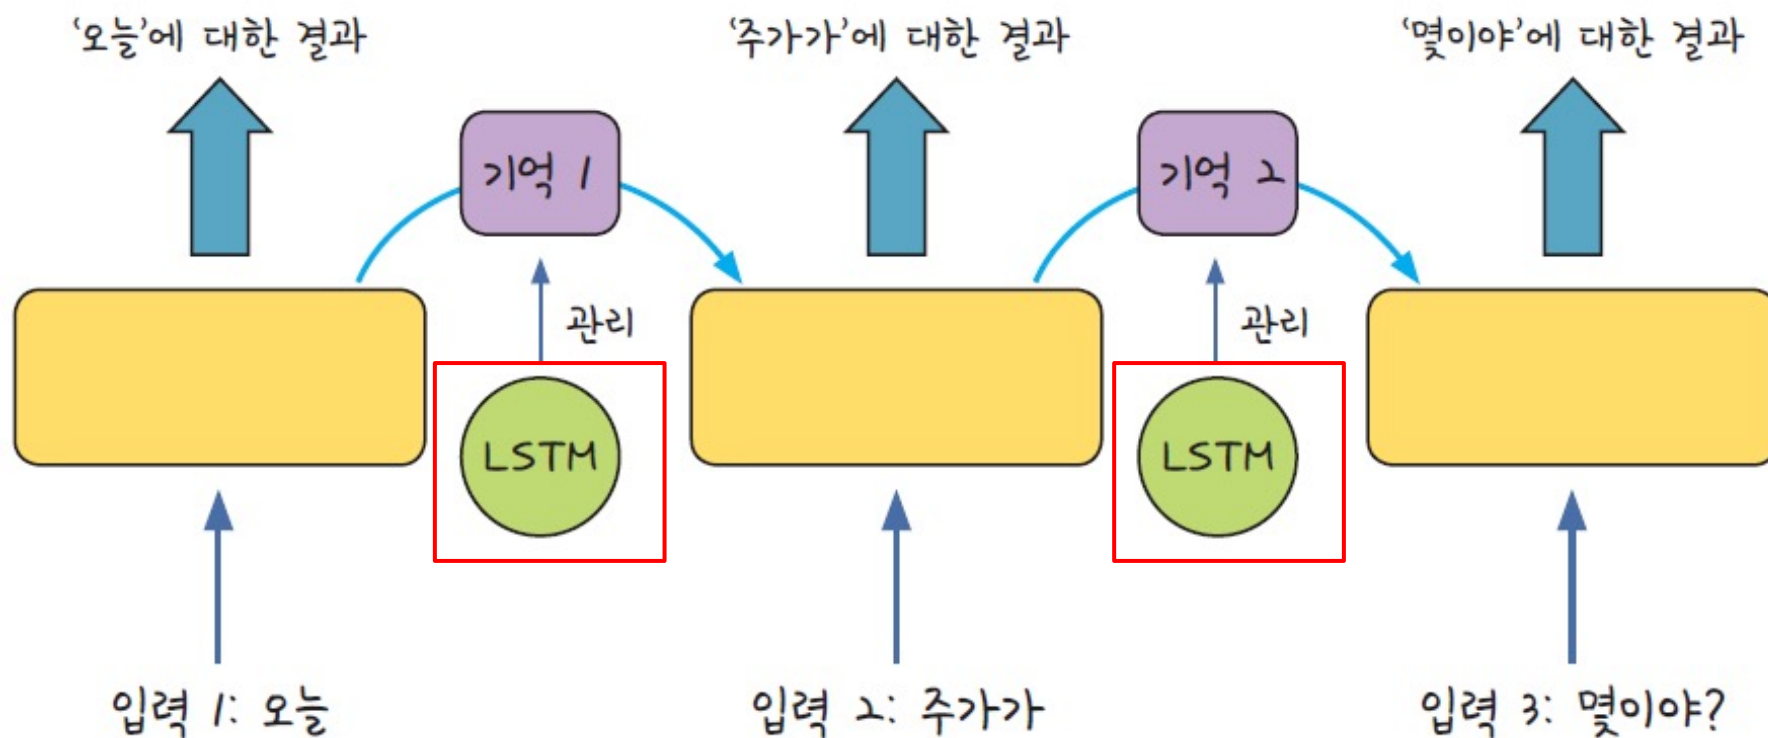 ‘오늘’에 대한 결과
‘주가가’에 대한 결과
‘몇이야’에 대한 결과
기억 1
기억 2
관리
관리
LSTM
LSTM
입력 1: 오늘
입력 2: 주가가
입력 3: 몇이야?